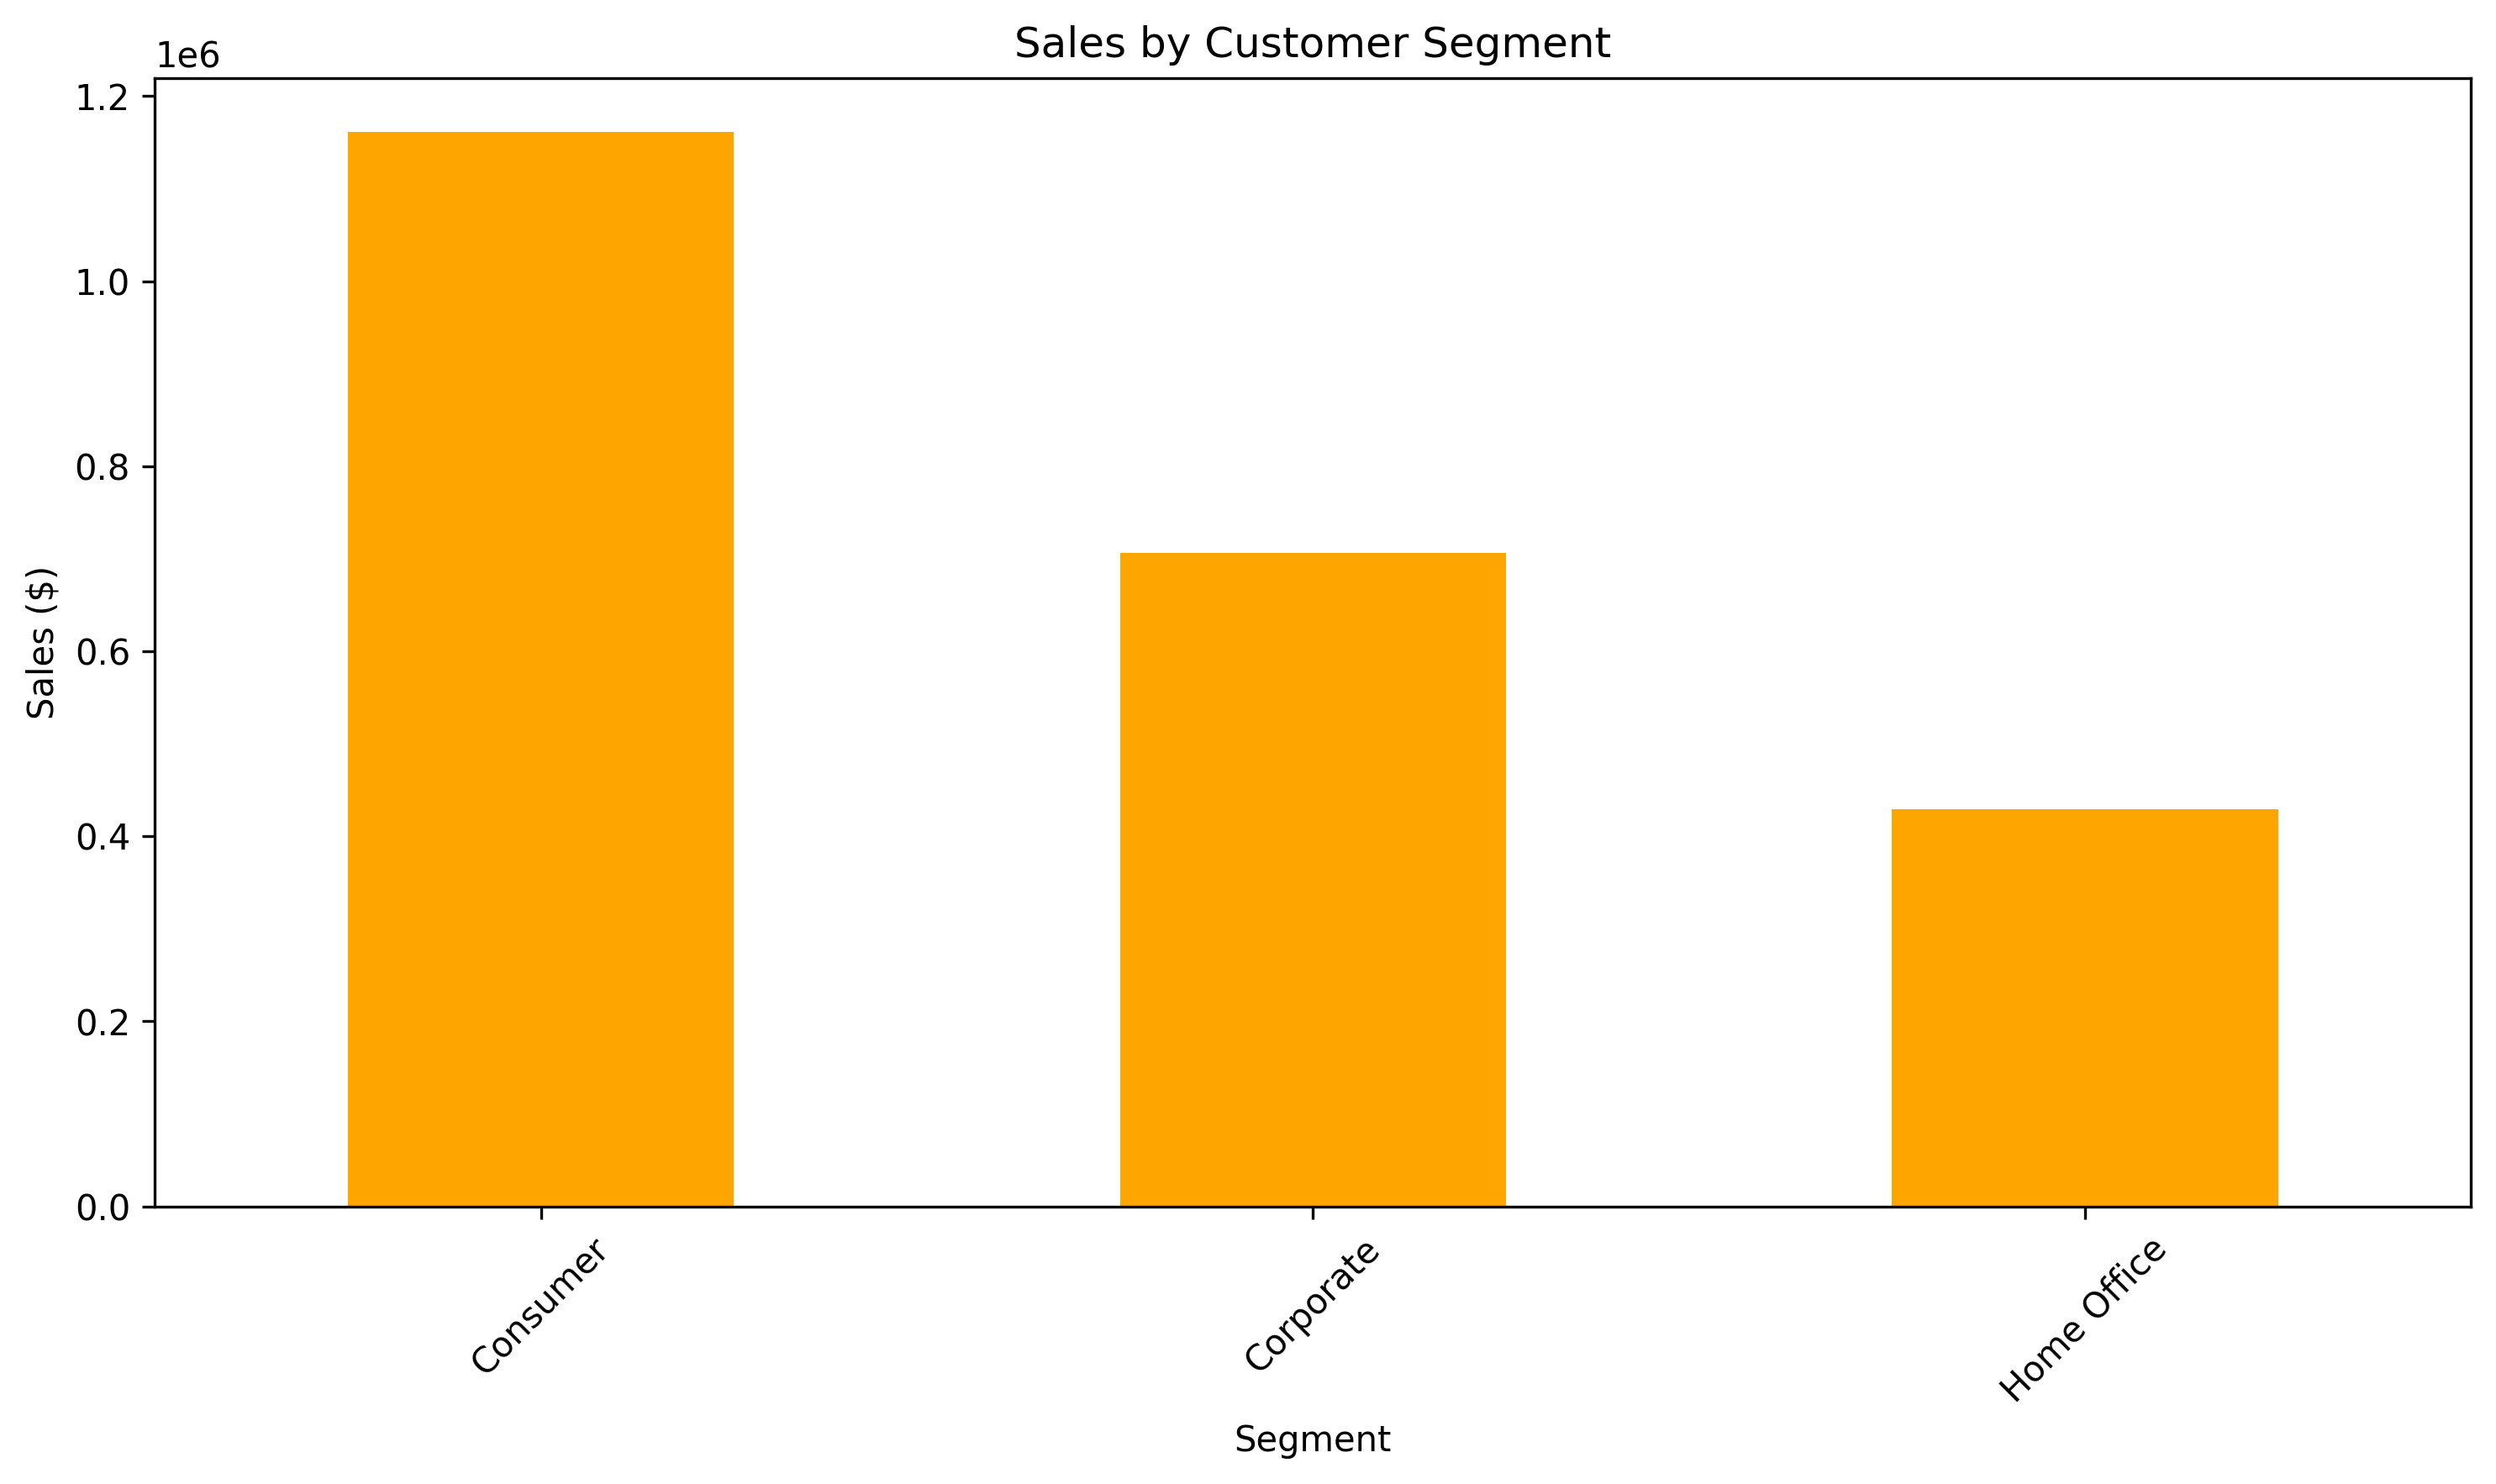 Sales by Customer Segment
1e6
1.2
1.0
0.8
0.6
0.4
0.2
0.0
Sales ($)
Consumer
Corporate
Home Office
Segment